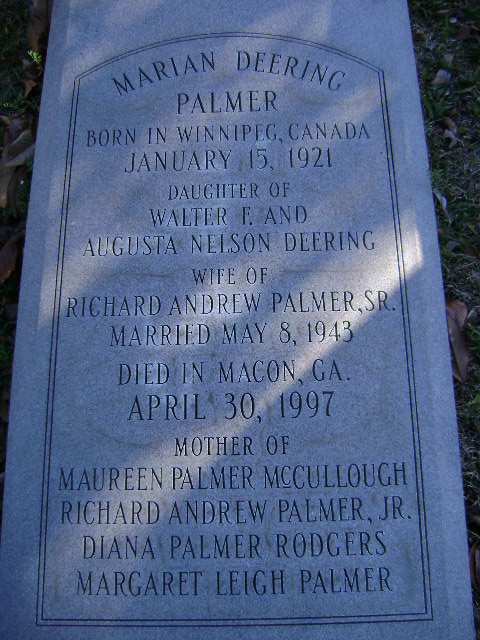 MARIAN DEERING
PALMER
BORN IN WINNIPEG, CANADA
JANUARY 15, 1921
DAUGHTER OF
WALTER F. AND
AUGUSTA NELSON DEERING
WIFE OF
RICHARD ANDREW PALMER, SR.
MARRIED MAY 8, 1943
DIED IN MACON, GA.
APRIL 30, 1997
MOTHER OF
MAUREEN PALMER McCULLOUGH
RICHARD ANDREW PALMER, JR.
DIANA PALMER RODGERS
MARGARET LEIGH PALMER